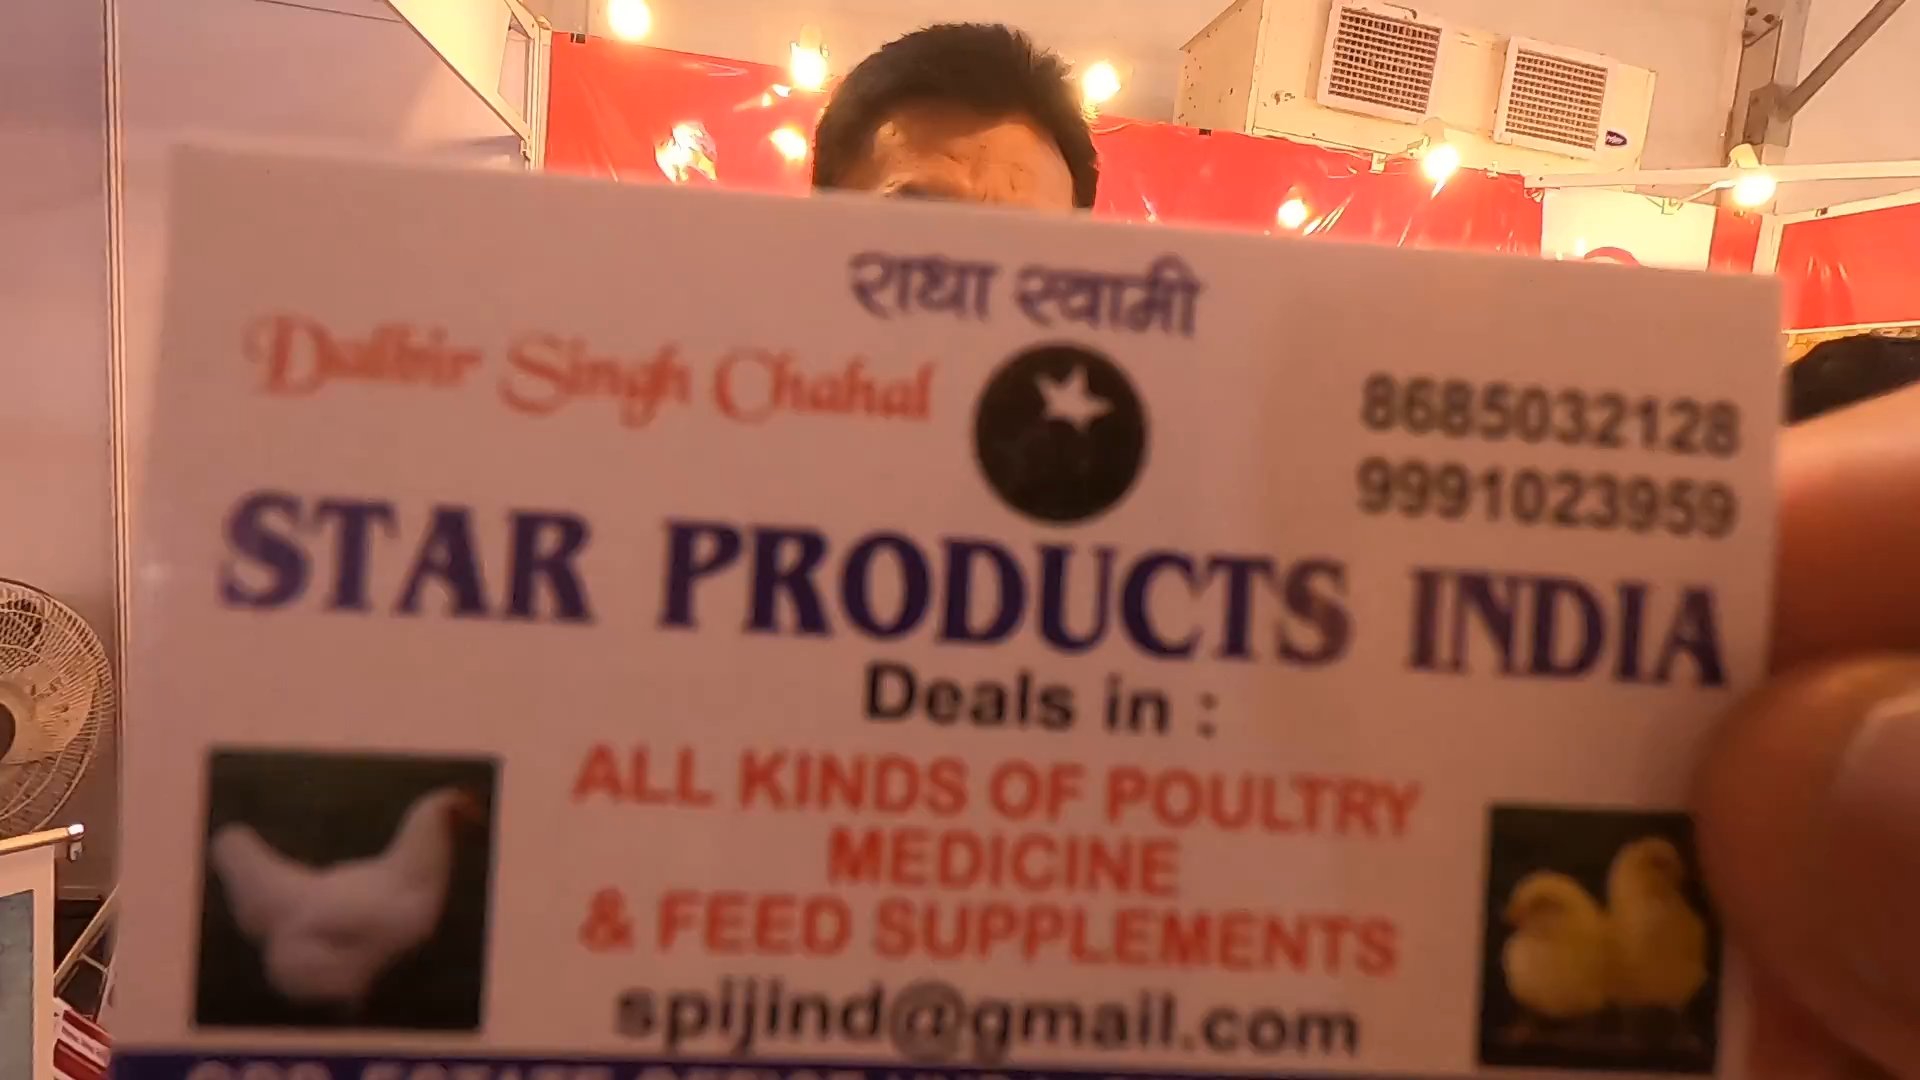 राधा स्वामी
Dalbir Singh Chahal
8685032128
9991023959
STAR PRODUCTS INDIA
Deals in :
ALL KINDS OF POULTRY
MEDICINE
& FEED SUPPLEMENTS
spijind@gmail.com